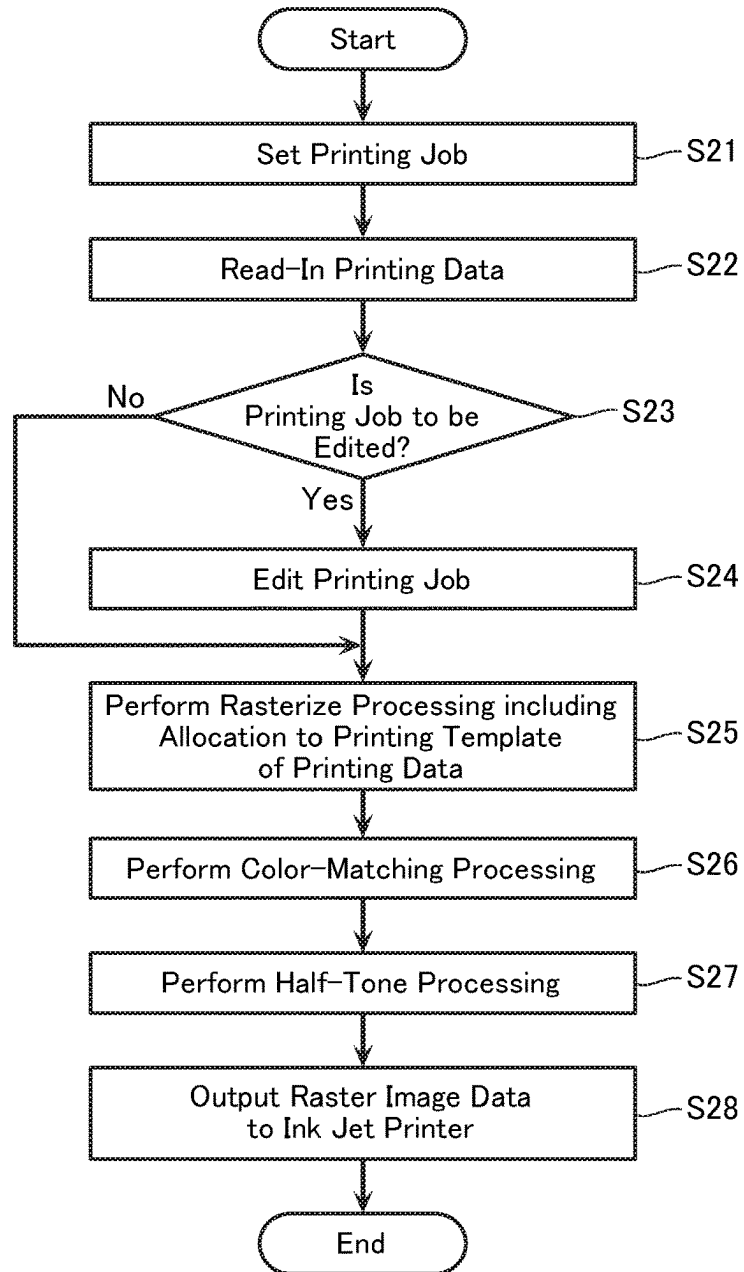 Start
Set Printing Job
S21
Read-In Printing Data
S22
Is
Printing Job to be
Edited?
S23
No
Yes
Edit Printing Job
S24
Perform Rasterize Processing including
Allocation to Printing Template
of Printing Data
S25
Perform Color-Matching Processing
S26
Perform Half-Tone Processing
S27
Output Raster Image Data
to Ink Jet Printer
S28
End